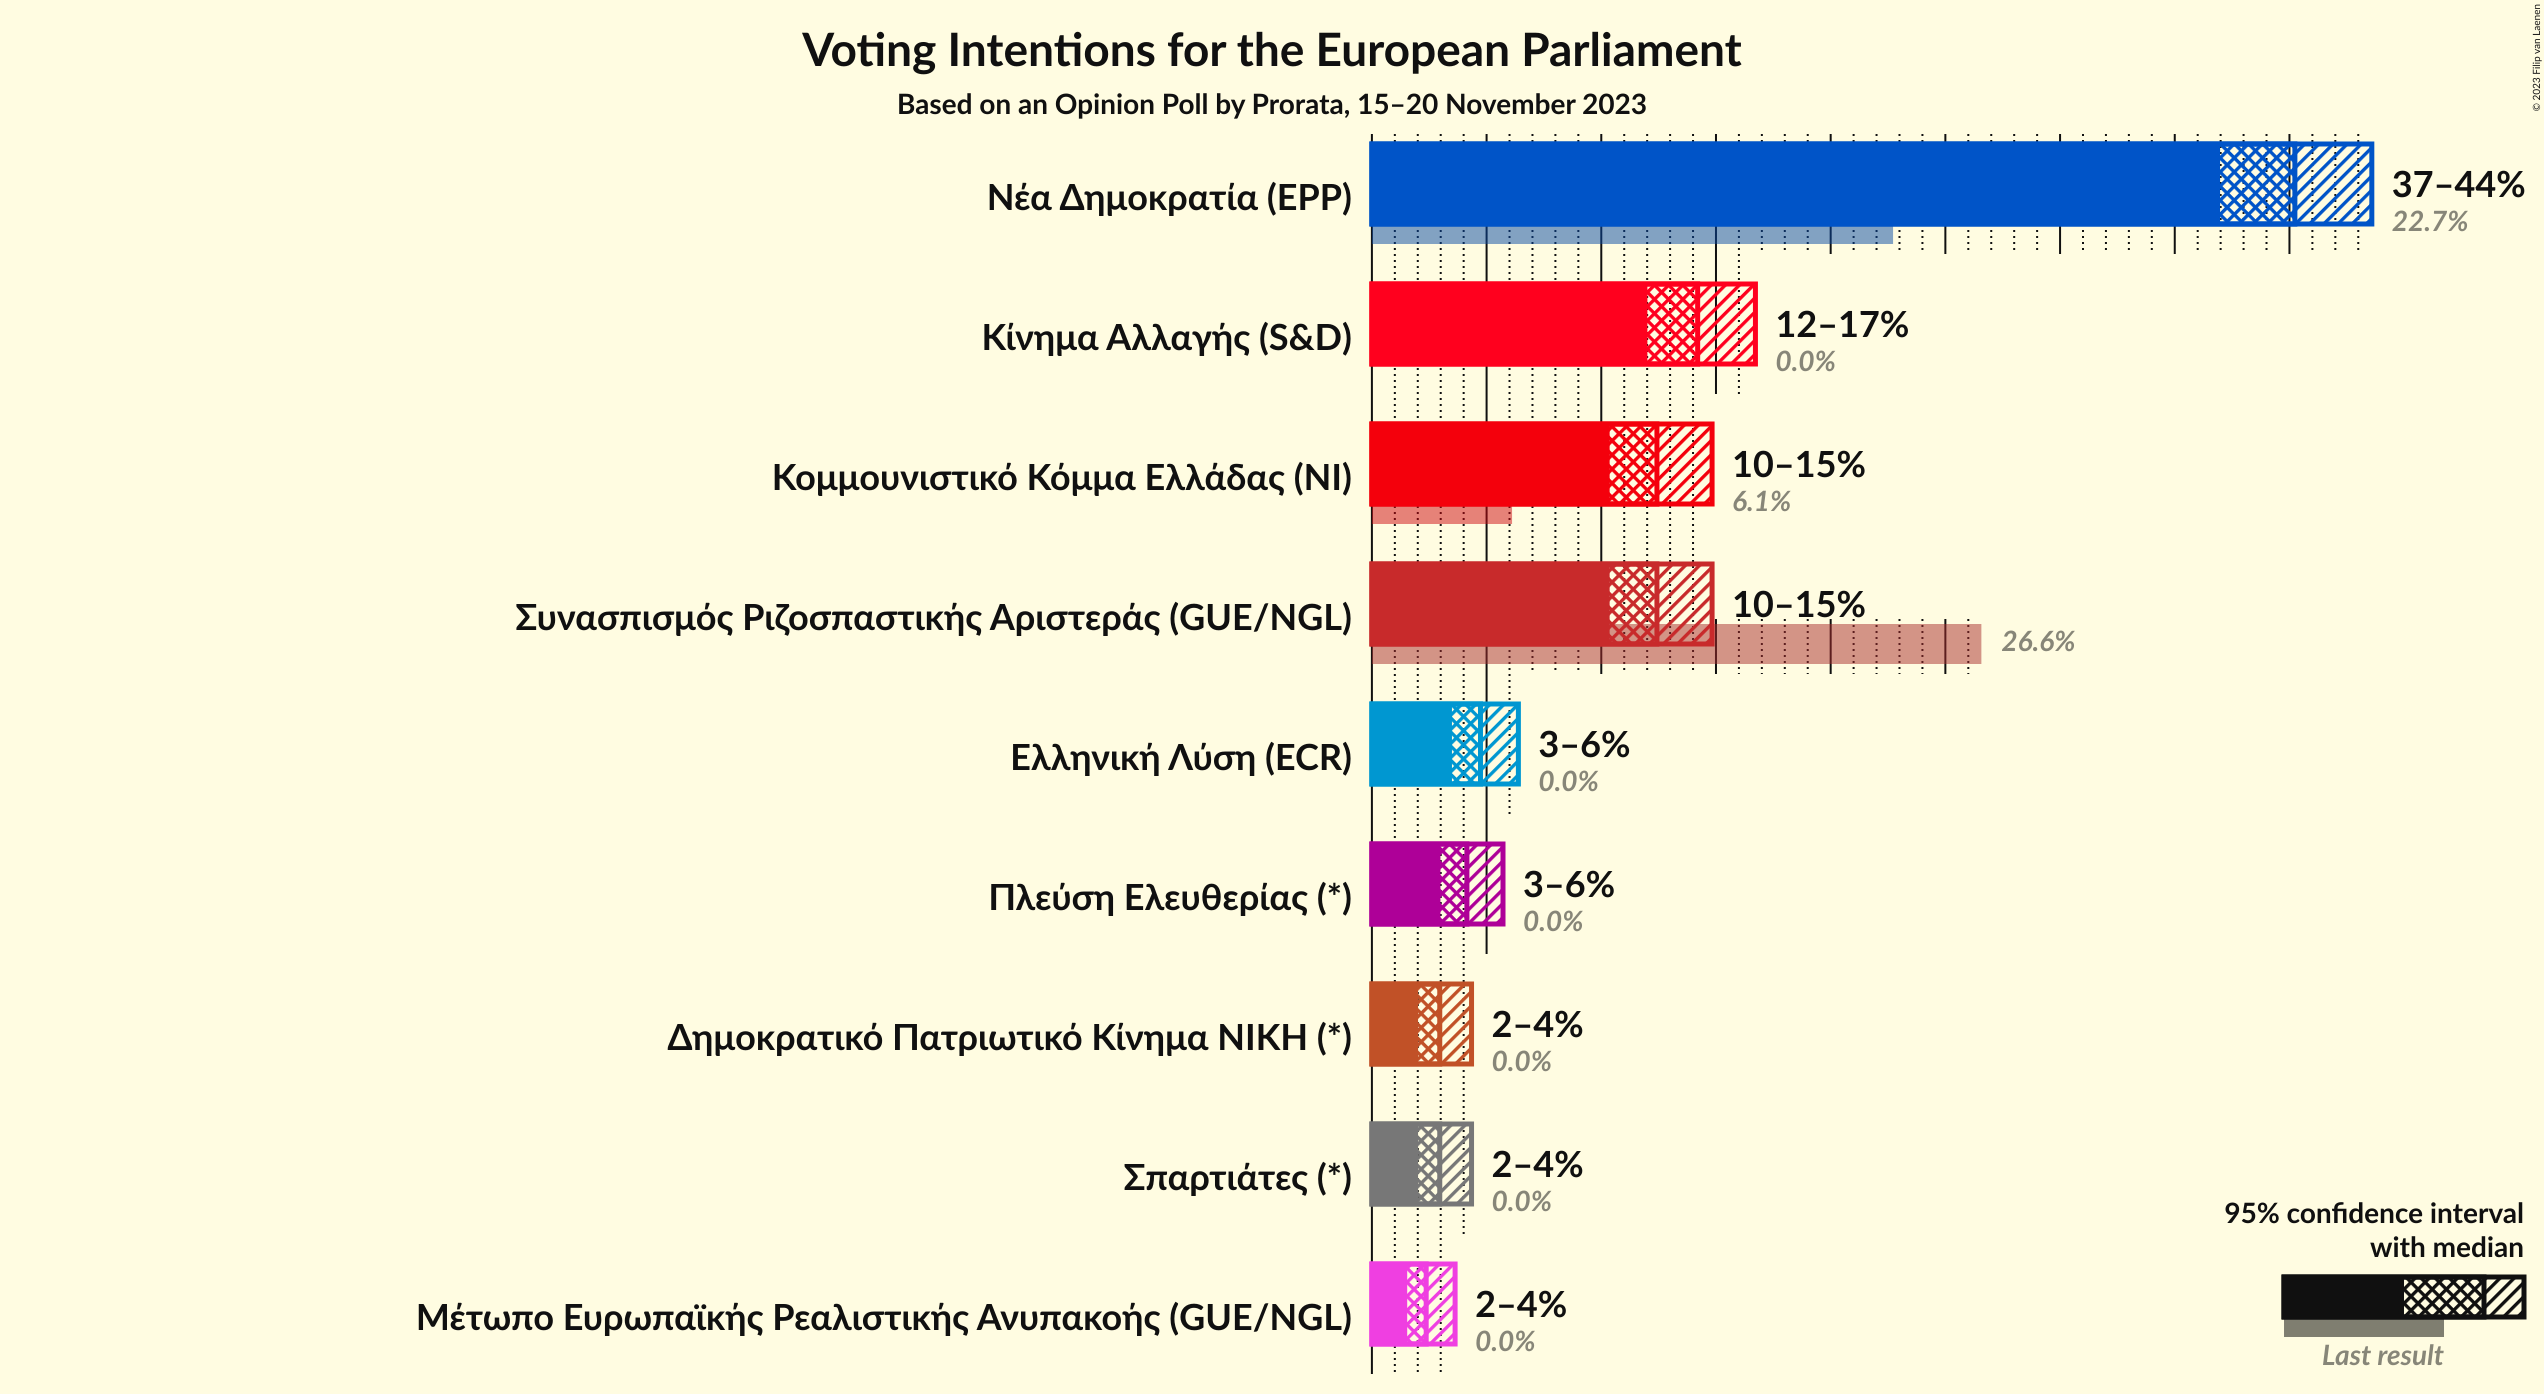 © 2023 Filip van Laenen
Voting Intentions for the European Parliament
Based on an Opinion Poll by Prorata, 15–20 November 2023
Νέα Δημοκρατία (EPP)
37–44%
22.7%
Κίνημα Αλλαγής (S&D)
12–17%
0.0%
Κομμουνιστικό Κόμμα Ελλάδας (NI)
10–15%
6.1%
Συνασπισμός Ριζοσπαστικής Αριστεράς (GUE/NGL)
10–15%
26.6%
Ελληνική Λύση (ECR)
3–6%
0.0%
Πλεύση Ελευθερίας (*)
3–6%
0.0%
Δημοκρατικό Πατριωτικό Κίνημα ΝΙΚΗ (*)
2–4%
0.0%
Σπαρτιάτες (*)
2–4%
0.0%
Μέτωπο Ευρωπαϊκής Ρεαλιστικής Ανυπακοής (GUE/NGL)
2–4%
0.0%
95% confidence interval
with median
Last result